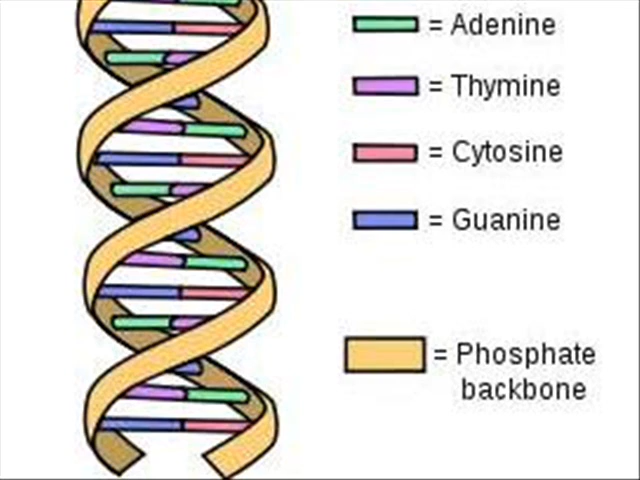 = Adenine
= Thymine
= Cytosine
= Guanine
= Phosphate
backbone